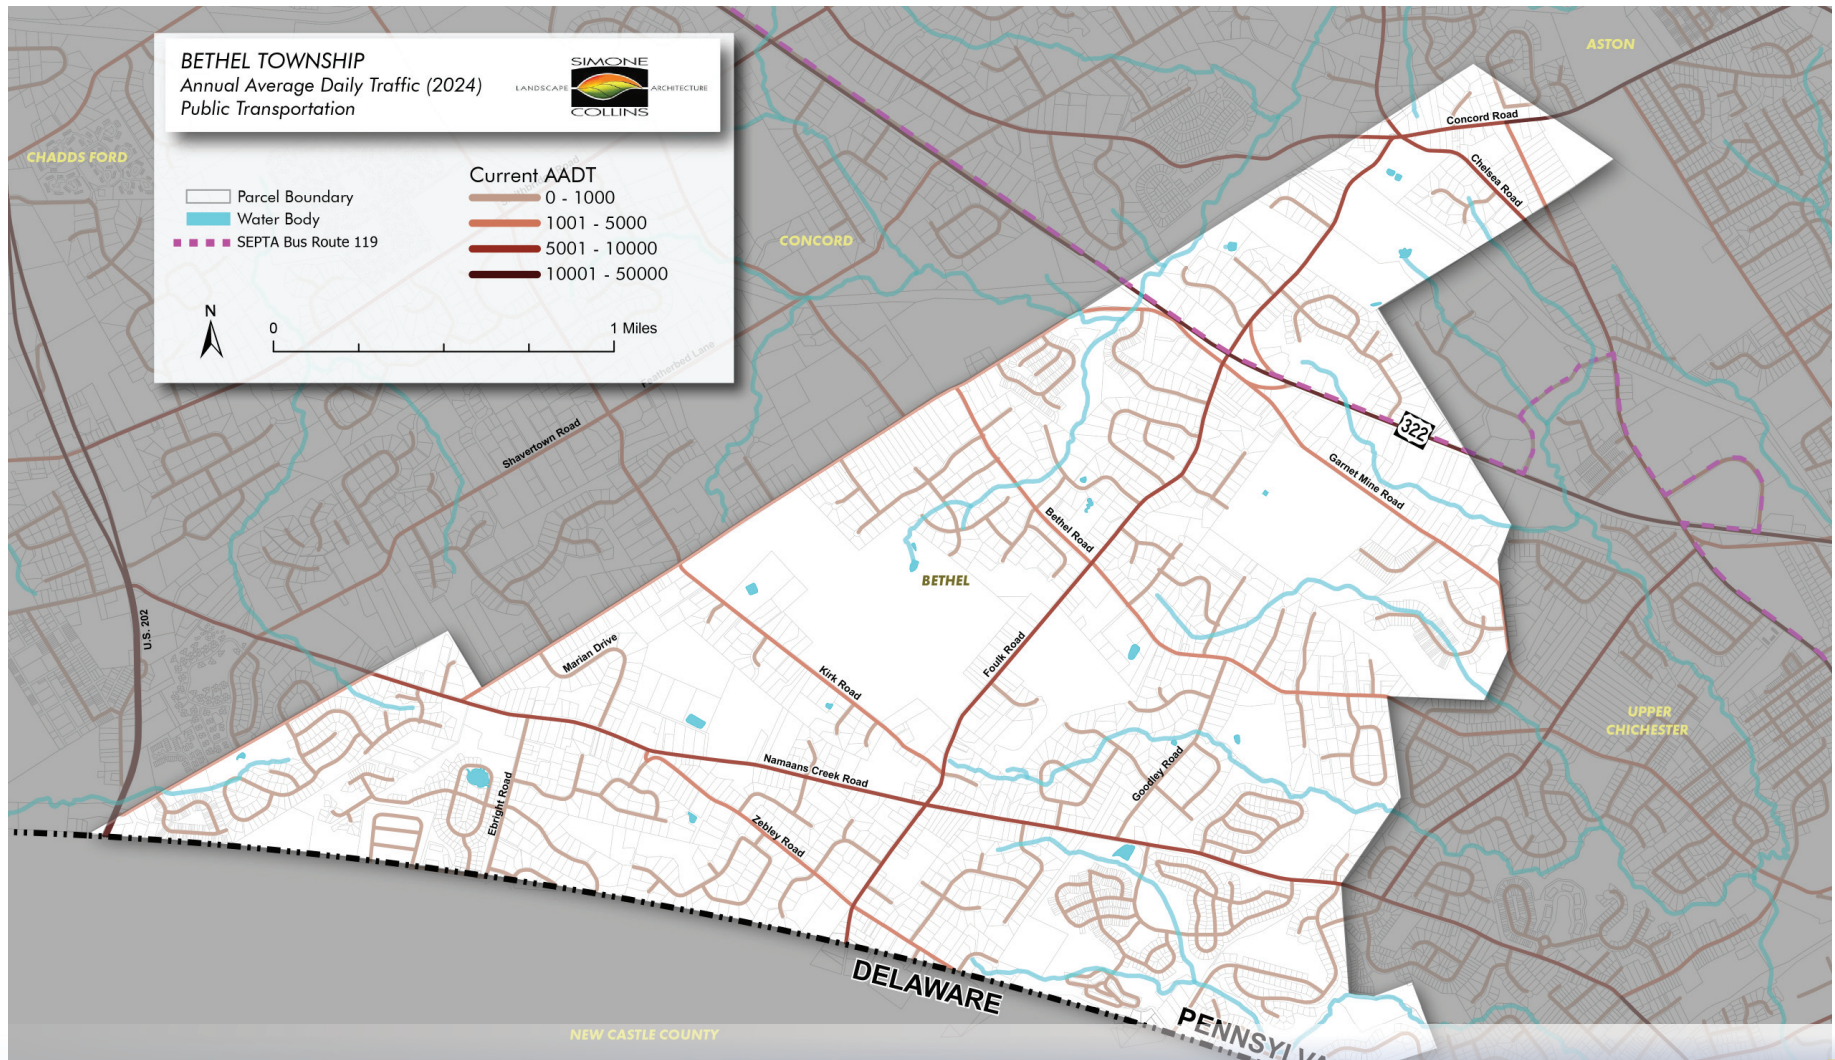 BETHEL TOWNSHIP
Annual Average Daily Traffic (2024)
Public Transportation
SIMONE
LANDSCAPE ARCHITECTURE
COLLINS
Parcel Boundary
Water Body
SEPTA Bus Route 119
Current AADT
0 - 1000
1001 - 5000
5001 - 10000
10001 - 50000
N
0 1 Miles
Featherbed Lane
CHADDS FORD
CONCORD
ASTON
Concord Road
Chelsea Road
322
Garnet Mine Road
Shavertown Road
Bethel Road
BETHEL
U.S. 202
Marian Drive
Kirk Road
Foulk Road
UPPER
CHICHESTER
Namaans Creek Road
Goodley Road
Ebright Road
Zebley Road
DELAWARE
NEW CASTLE COUNTY